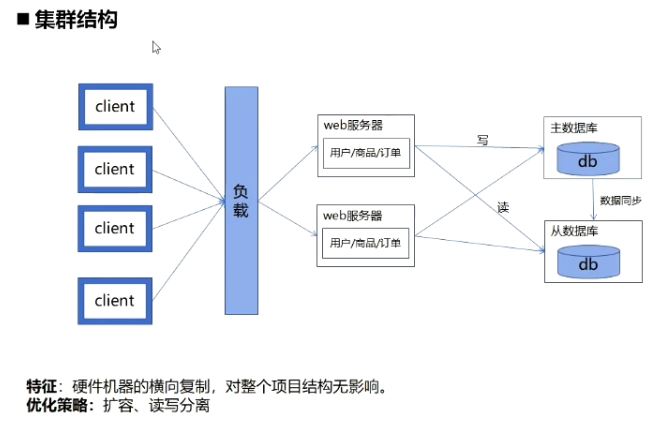 ■ 集群结构
client
client
client
client
负
载
web服务器
用户/商品/订单
web服务器
用户/商品/订单
写
读
主数据库
db
数据同步
从数据库
db
特征：硬件机器的横向复制，对整个项目结构无影响。
优化策略：扩容、读写分离